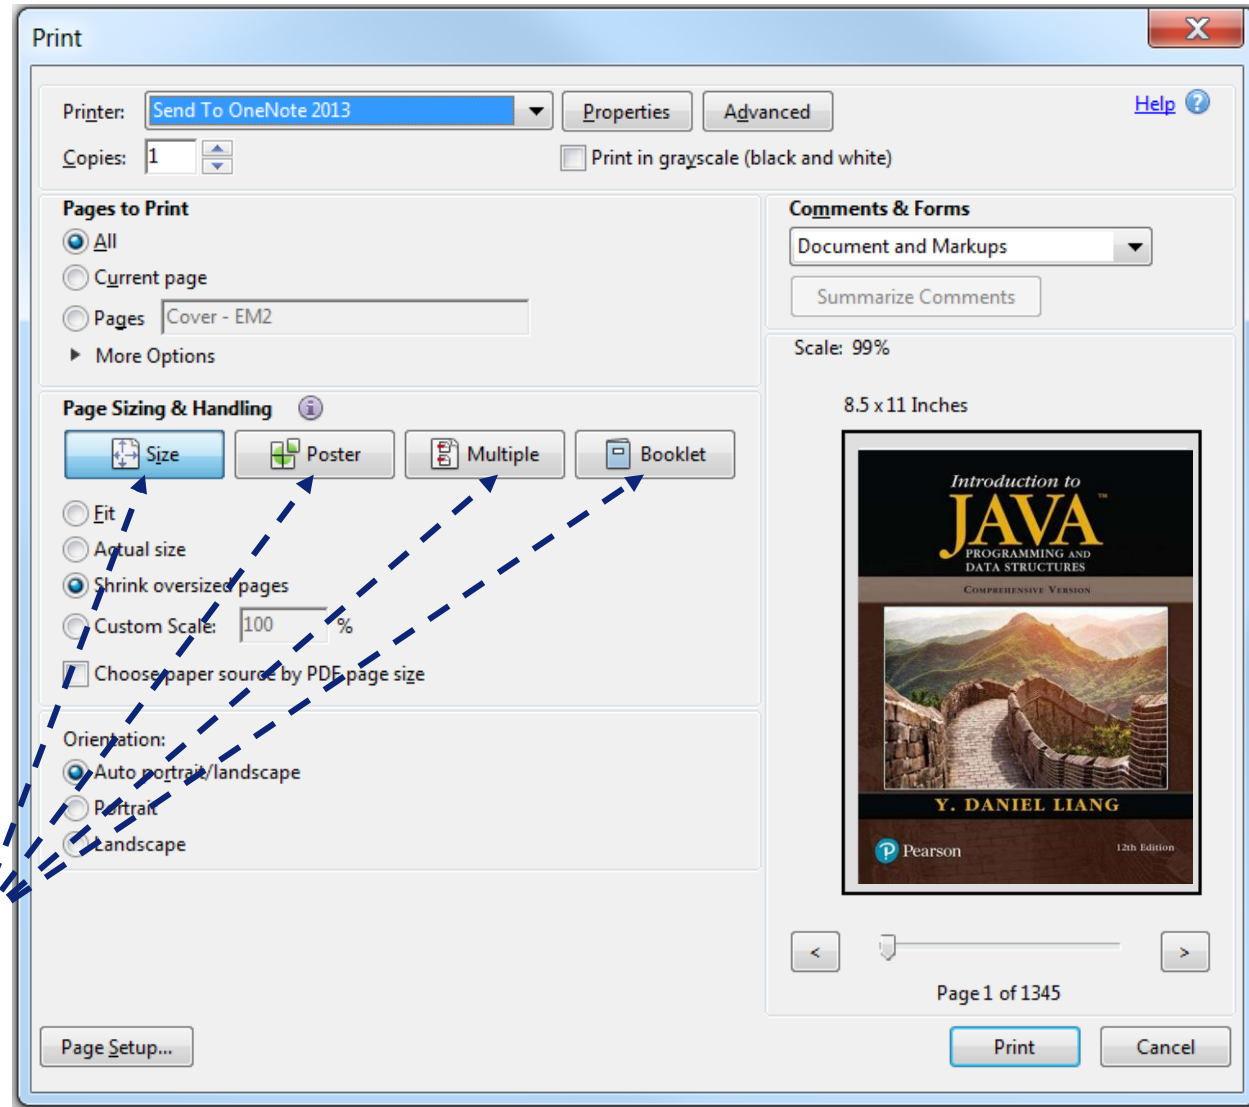 Print
X
Printer: Send To OneNote 2013 Properties Advanced Help ?
Copies: 1 Print in grayscale (black and white)
Pages to Print
All
Current page
Pages Cover - EM2
More Options
Comments & Forms
Document and Markups
Summarize Comments
Page Sizing & Handling i
Size Poster Multiple Booklet
Fit
Actual size
Shrink oversized pages
Custom Scale: 100 %
Choose paper source by PDF page size
Orientation:
Auto portrait/landscape
Portrait
Landscape
Scale: 99%
8.5 x 11 Inches
Introduction to
JAVA™
PROGRAMMING AND
DATA STRUCTURES
COMPREHENSIVE VERSION
Y. DANIEL LIANG
P Pearson 12th Edition
< >
Page 1 of 1345
Page Setup... Print Cancel